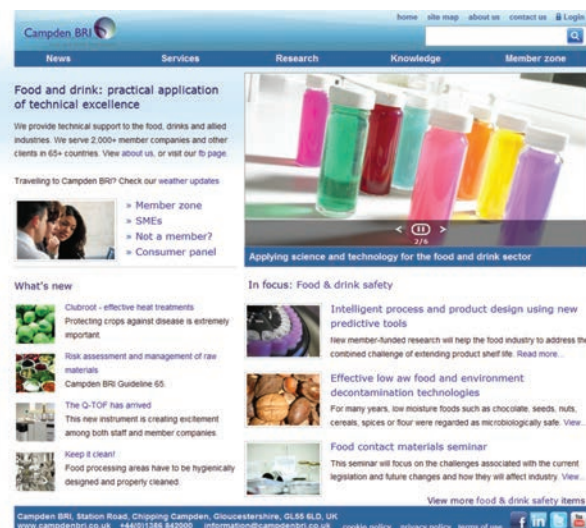 home site map about us contact us Login
Campden BRI
News Services Research Knowledge Member zone
Food and drink: practical application
of technical excellence
We provide technical support to the food, drinks and allied
industries. We serve 2,000+ member companies and other
clients in 65+ countries. View about us, or visit our fb page.
Travelling to Campden BRI? Check our weather updates
» Member zone
» SMEs
» Not a member?
» Consumer panel
2/6
Applying science and technology for the food and drink sector
What's new
Clubroot - effective heat treatments
Protecting crops against disease is extremely
important.
Risk assessment and management of raw
materials
Campden BRI Guideline 65.
The Q-TOF has arrived
This new instrument is creating excitement
among both staff and member companies.
Keep it clean!
Food processing areas have to be hygienically
designed and properly cleaned.
In focus: Food & drink safety
Intelligent process and product design using new
predictive tools
New member-funded research will help the food industry to address the
combined challenge of extending product shelf life. Read more...
Effective low aw food and environment
decontamination technologies
For many years, low moisture foods such as chocolate, seeds, nuts,
cereals, spices or flour were regarded as microbiologically safe. View...
Food contact materials seminar
This seminar will focus on the challenges associated with the current
legislation and future changes and how they will affect industry. View...
View more food & drink safety items
Campden BRI, Station Road, Chipping Campden, Gloucestershire, GL55 6LD, UK
www.campdenbri.co.uk +44(0)1386 842000 information@campdenbri.co.uk cookie policy privacy policy terms of use